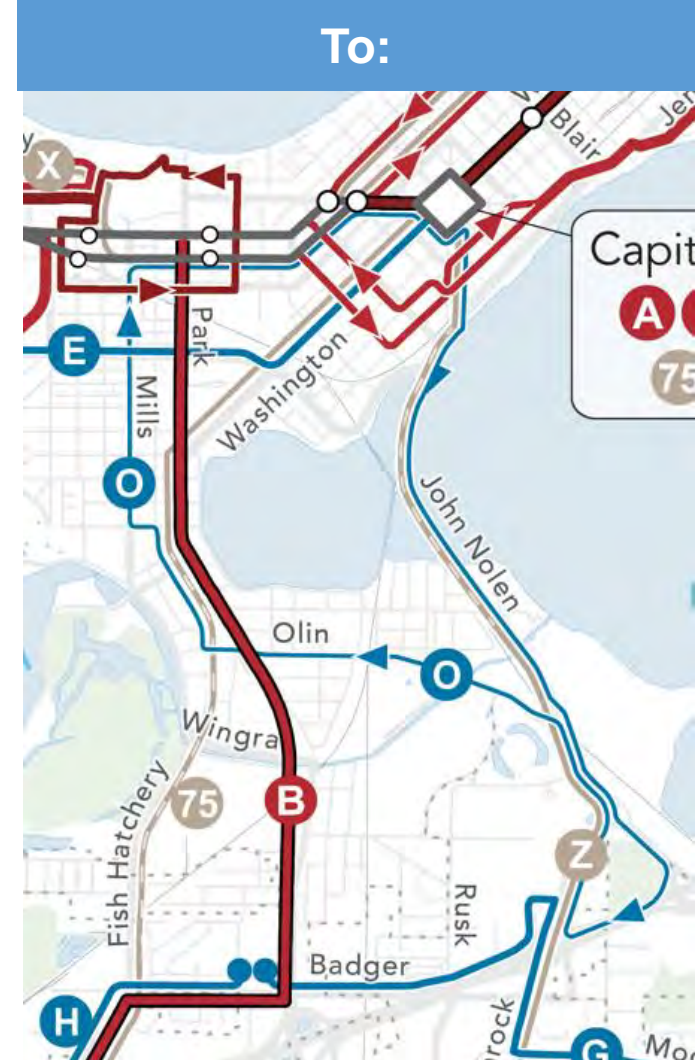 To:
Blair
X
Capit
A
75
Park
E
Washington
Mills
O
John Nolen
Olin
O
Wingra
75
B
Fish Hatchery
Z
Rusk
Badger
H
G